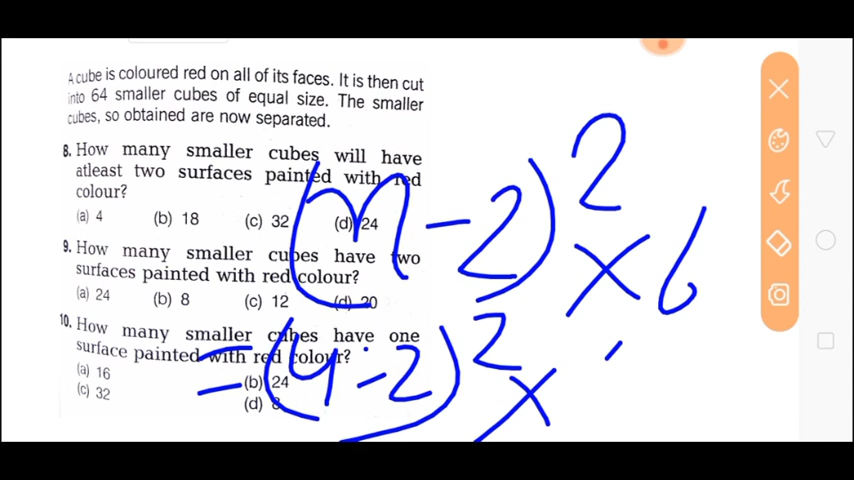 A cube is coloured red on all of its faces. It is then cut
into 64 smaller cubes of equal size. The smaller
cubes, so obtained are now separated.
8. How many smaller cubes will have
atleast two surfaces painted with red
colour?
(a) 4 (b) 18 (c) 32 (d) 24
9. How many smaller cubes have two
surfaces painted with red colour?
(a) 24 (b) 8 (c) 12 (d) 20
10. How many smaller cubes have one
surface painted with red colour?
(a) 16 (b) 24
(c) 32 (d) 8
(n-2)² × 6
= (4-2)² ×